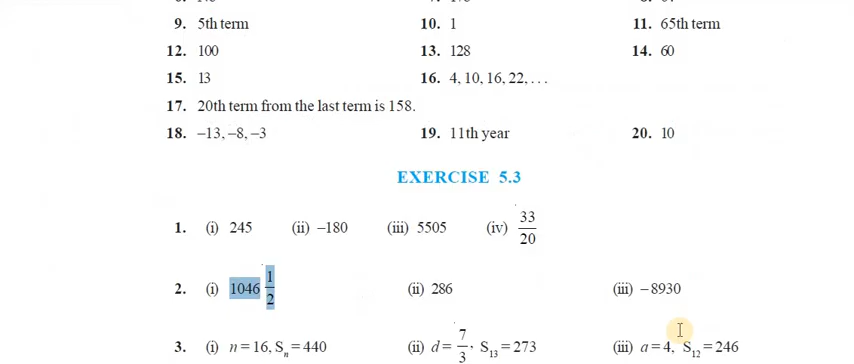 9. 5th term 10. 1 11. 65th term
12. 100 13. 128 14. 60
15. 13 16. 4, 10, 16, 22, . . .
17. 20th term from the last term is 158.
18. –13, –8, –3 19. 11th year 20. 10
EXERCISE 5.3
1. (i) 245 (ii) –180 (iii) 5505 (iv) 33/20
2. (i) 1046 1/2 (ii) 286 (iii) – 8930
3. (i) n = 16, Sₙ = 440 (ii) d = 7/3, S₁₃ = 273 (iii) a = 4, S₁₂ = 246